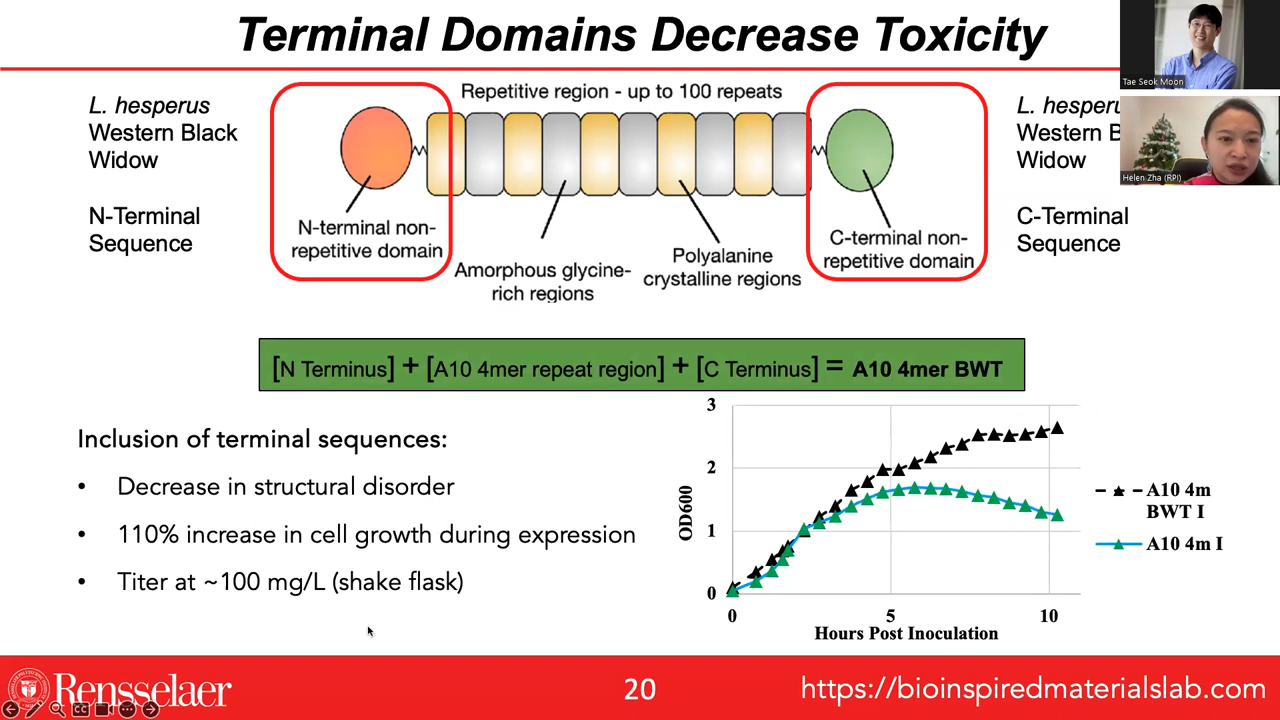 Terminal Domains Decrease Toxicity
Tae Seok Moon
Helen Zha (RPI)
L. hesperus
Western Black
Widow
N-Terminal
Sequence
Repetitive region - up to 100 repeats
N-terminal non-
repetitive domain
Amorphous glycine-
rich regions
Polyalanine
crystalline regions
C-terminal non-
repetitive domain
L. hesperu
Western B
Widow
C-Terminal
Sequence
[N Terminus] + [A10 4mer repeat region] + [C Terminus] = A10 4mer BWT
Inclusion of terminal sequences:
• Decrease in structural disorder
• 110% increase in cell growth during expression
• Titer at ~100 mg/L (shake flask)
3
2
1
0
OD600
0 5 10
Hours Post Inoculation
A10 4m
BWT I
A10 4m I
Rensselaer
20
https://bioinspiredmaterialslab.com